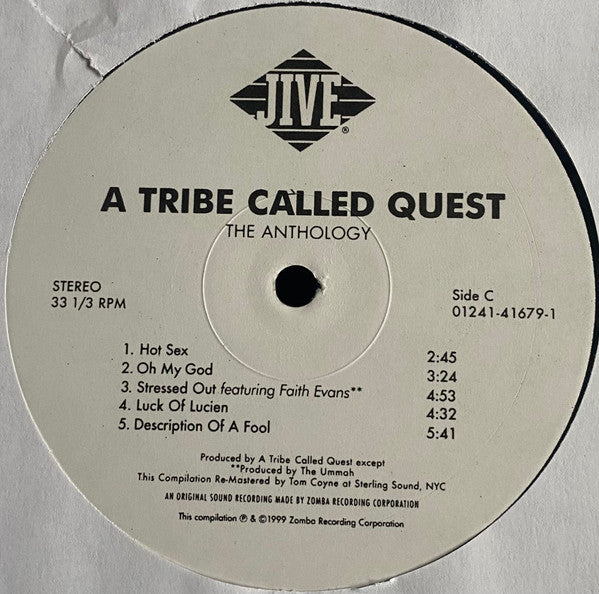 JIVE®
A TRIBE CALLED QUEST
THE ANTHOLOGY
STEREO
33 1/3 RPM
Side C
01241-41679-1
1. Hot Sex 2:45
2. Oh My God 3:24
3. Stressed Out featuring Faith Evans** 4:53
4. Luck Of Lucien 4:32
5. Description Of A Fool 5:41
Produced by A Tribe Called Quest except
**Produced by The Ummah
This Compilation Re-Mastered by Tom Coyne at Sterling Sound, NYC
AN ORIGINAL SOUND RECORDING MADE BY ZOMBA RECORDING CORPORATION
This compilation ℗ & ©1999 Zomba Recording Corporation